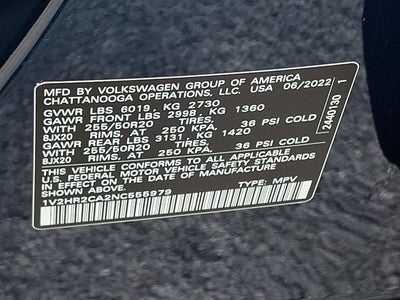 MFD BY VOLKSWAGEN GROUP OF AMERICA
CHATTANOOGA OPERATIONS, LLC. USA 06/2022
GVWR LBS 6019, KG 2730
GAWR FRONT LBS 2998, KG 1360
WITH 255/50R20 TIRES,
8JX20 RIMS, AT 250 KPA. 36 PSI COLD
GAWR REAR LBS 3131, KG 1420
WITH 255/50R20 TIRES,
8JX20 RIMS, AT 250 KPA. 36 PSI COLD
THIS VEHICLE CONFORMS TO ALL APPLICABLE
FEDERAL MOTOR VEHICLE SAFETY STANDARDS
IN EFFECT ON THE DATE OF MANUFACTURE
SHOWN ABOVE.
1V2HR2CA2NC555979 TYPE: MPV
2440130 1